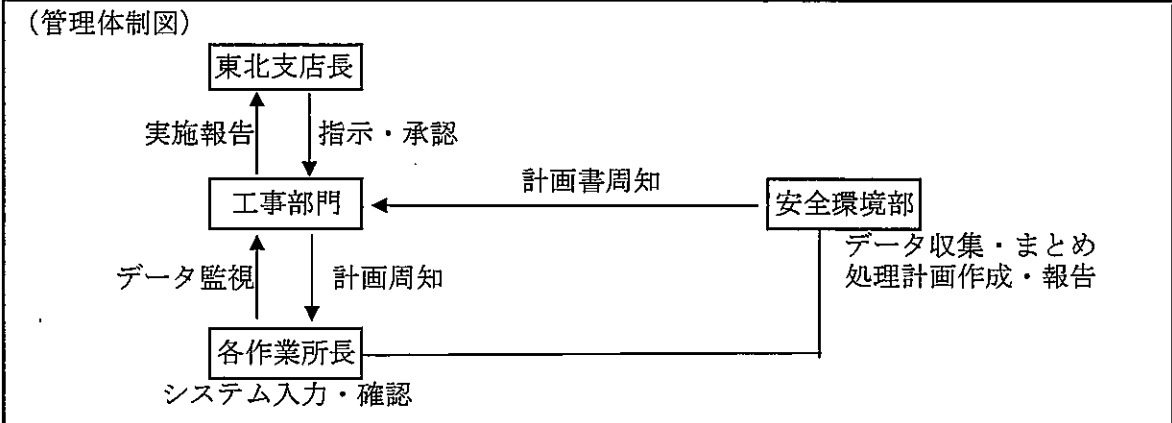 （管理体制図）
東北支店長
実施報告
指示・承認
計画書周知
工事部門
安全環境部
データ収集・まとめ
処理計画作成・報告
データ監視
計画周知
各作業所長
システム入力・確認